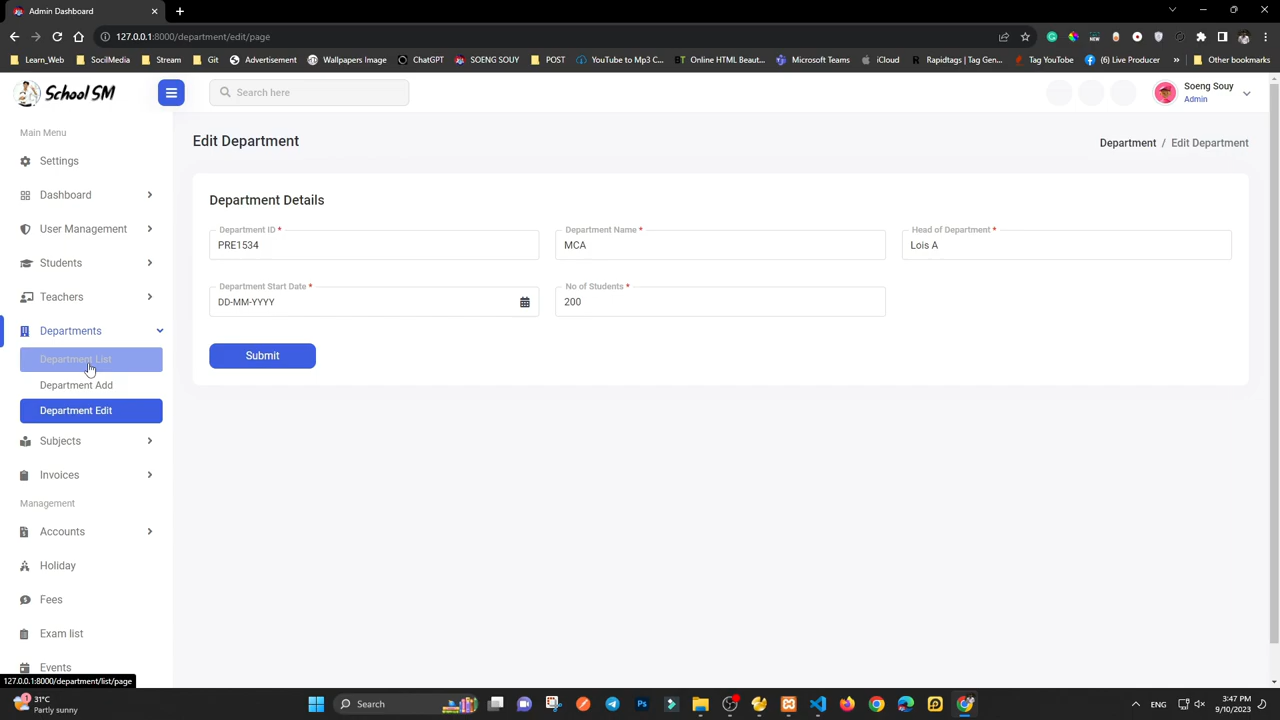 Admin Dashboard
127.0.0.1:8000/department/edit/page
Learn_Web
SocilMedia
Stream
Git
Advertisement
Wallpapers Image
ChatGPT
SOENG SOUY
POST
YouTube to Mp3 C...
BT Online HTML Beaut...
Microsoft Teams
iCloud
R Rapidtags | Tag Gen...
Tag YouTube
(6) Live Producer
»
Other bookmarks
School SM
Search here
Soeng Souy
Admin
Main Menu
Settings
Dashboard
User Management
Students
Teachers
Departments
Department List
Department Add
Department Edit
Subjects
Invoices
Management
Accounts
Holiday
Fees
Exam list
Events
Edit Department
Department / Edit Department
Department Details
Department ID *
PRE1534
Department Name *
MCA
Head of Department *
Lois A
Department Start Date *
DD-MM-YYYY
No of Students *
200
Submit
127.0.0.1:8000/department/list/page
31°C
Partly sunny
Search
ENG
3:47 PM
9/10/2023